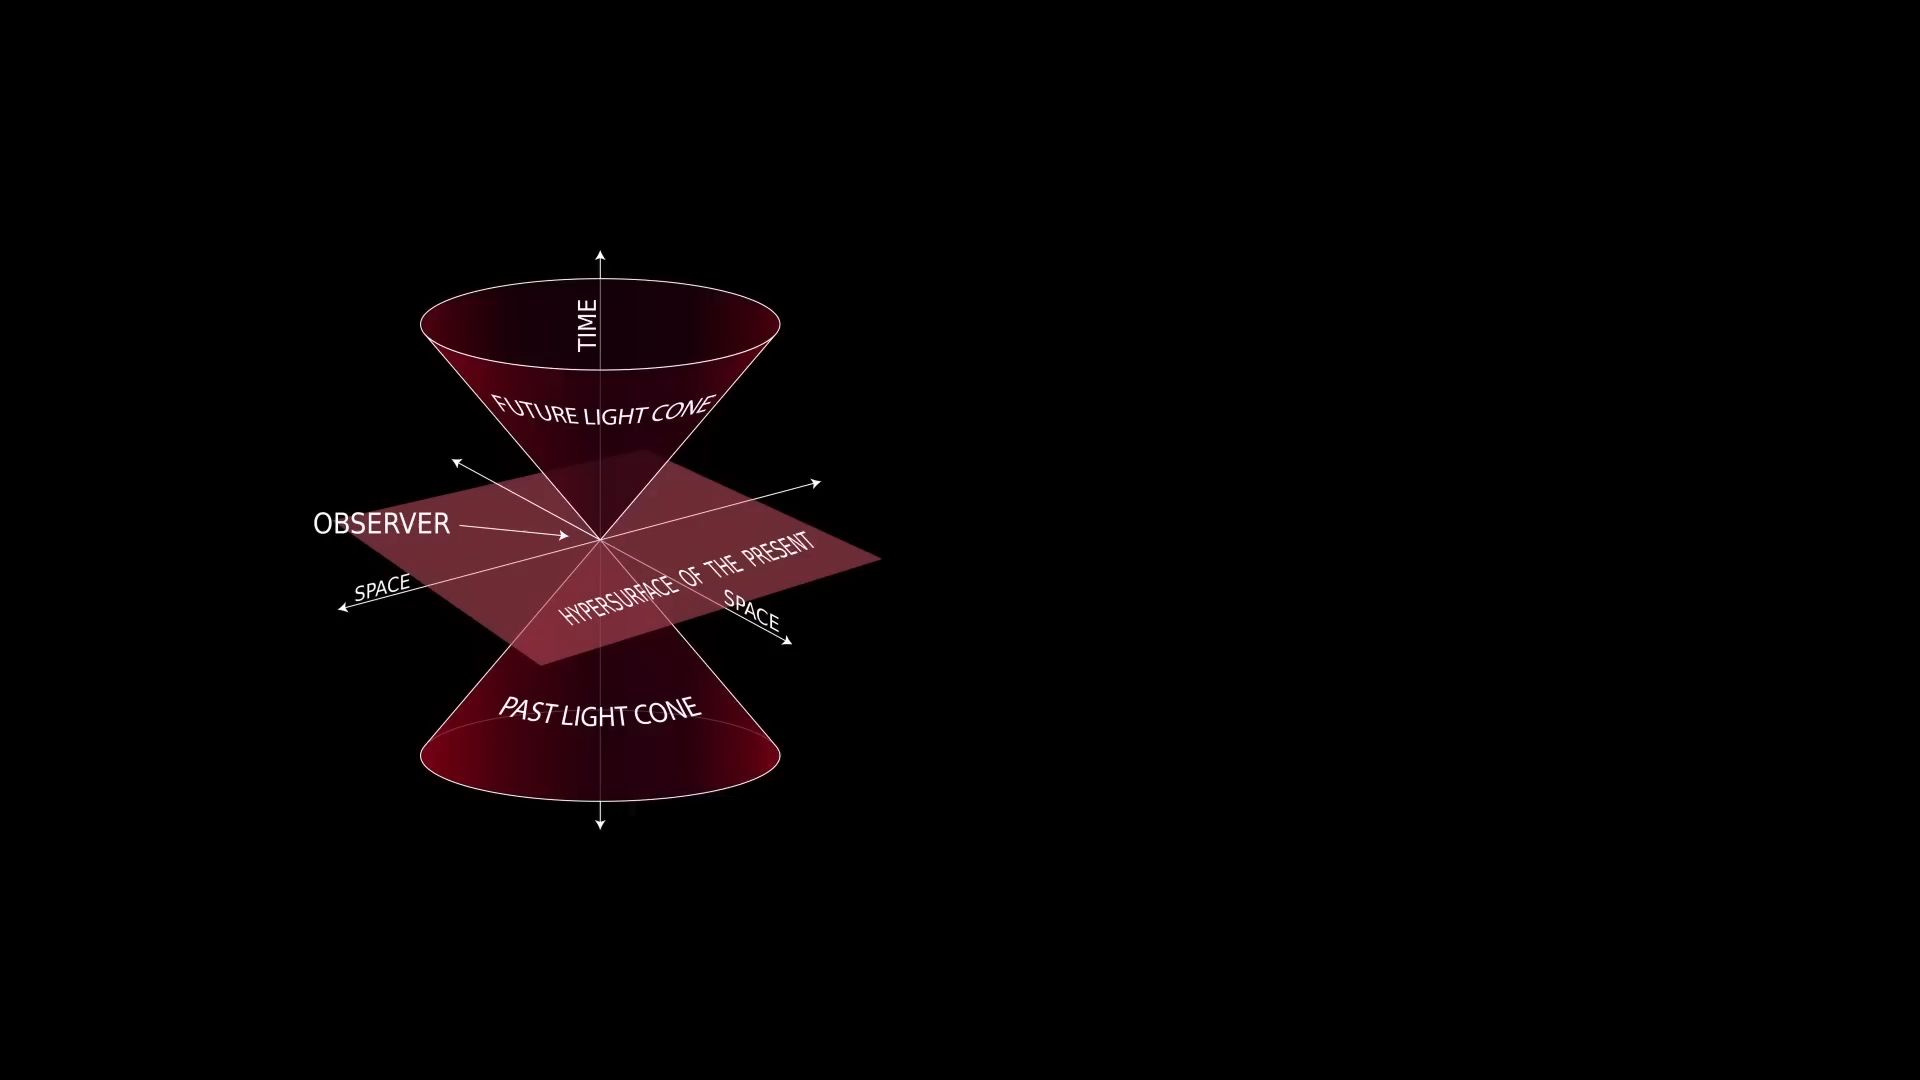 TIME
FUTURE LIGHT CONE
OBSERVER
HYPERSURFACE OF THE PRESENT
SPACE
SPACE
PAST LIGHT CONE